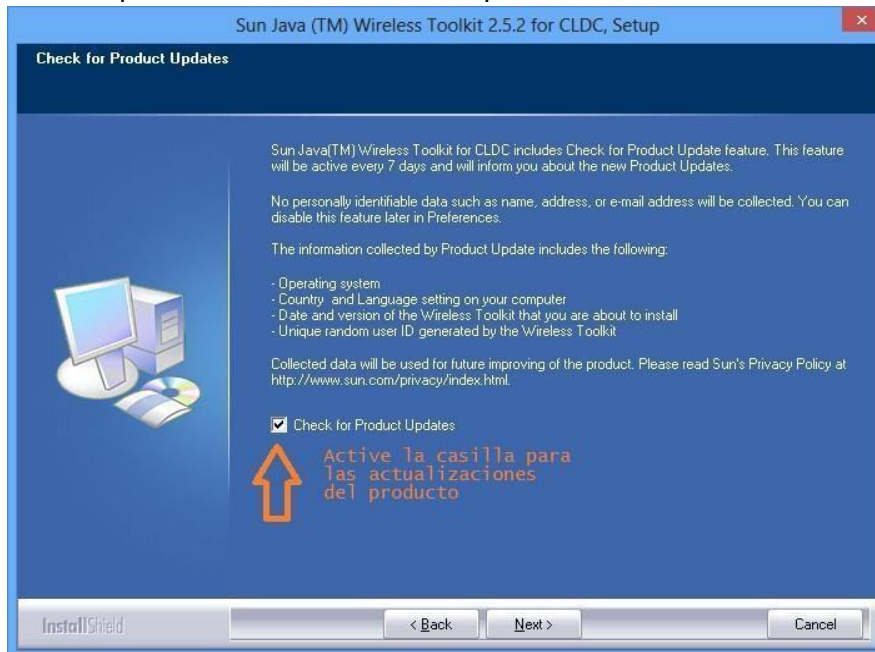 Sun Java (TM) Wireless Toolkit 2.5.2 for CLDC, Setup
Check for Product Updates
Sun Java(TM) Wireless Toolkit for CLDC includes Check for Product Update feature. This feature
will be active every 7 days and will inform you about the new Product Updates.
No personally identifiable data such as name, address, or e-mail address will be collected. You can
disable this feature later in Preferences.
The information collected by Product Update includes the following:
- Operating system
- Country and Language setting on your computer
- Date and version of the Wireless Toolkit that you are about to install
- Unique random user ID generated by the Wireless Toolkit
Collected data will be used for future improving of the product. Please read Sun's Privacy Policy at
http://www.sun.com/privacy/index.html.
Check for Product Updates
Active la casilla para
las actualizaciones
del producto
InstallShield
< Back Next > Cancel